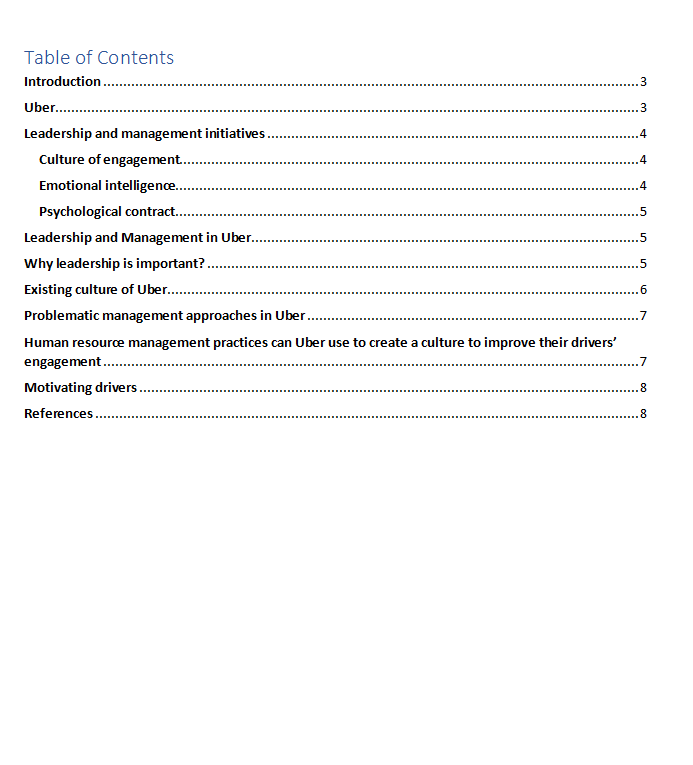 Table of Contents
Introduction ........................................................................................................................................ 3
Uber.................................................................................................................................................... 3
Leadership and management initiatives ............................................................................................... 4
Culture of engagement..................................................................................................................... 4
Emotional intelligence...................................................................................................................... 4
Psychological contract...................................................................................................................... 5
Leadership and Management in Uber................................................................................................... 5
Why leadership is important? .............................................................................................................. 5
Existing culture of Uber........................................................................................................................ 6
Problematic management approaches in Uber .................................................................................... 7
Human resource management practices can Uber use to create a culture to improve their drivers’
engagement ........................................................................................................................................ 7
Motivating drivers ............................................................................................................................... 8
References .......................................................................................................................................... 8